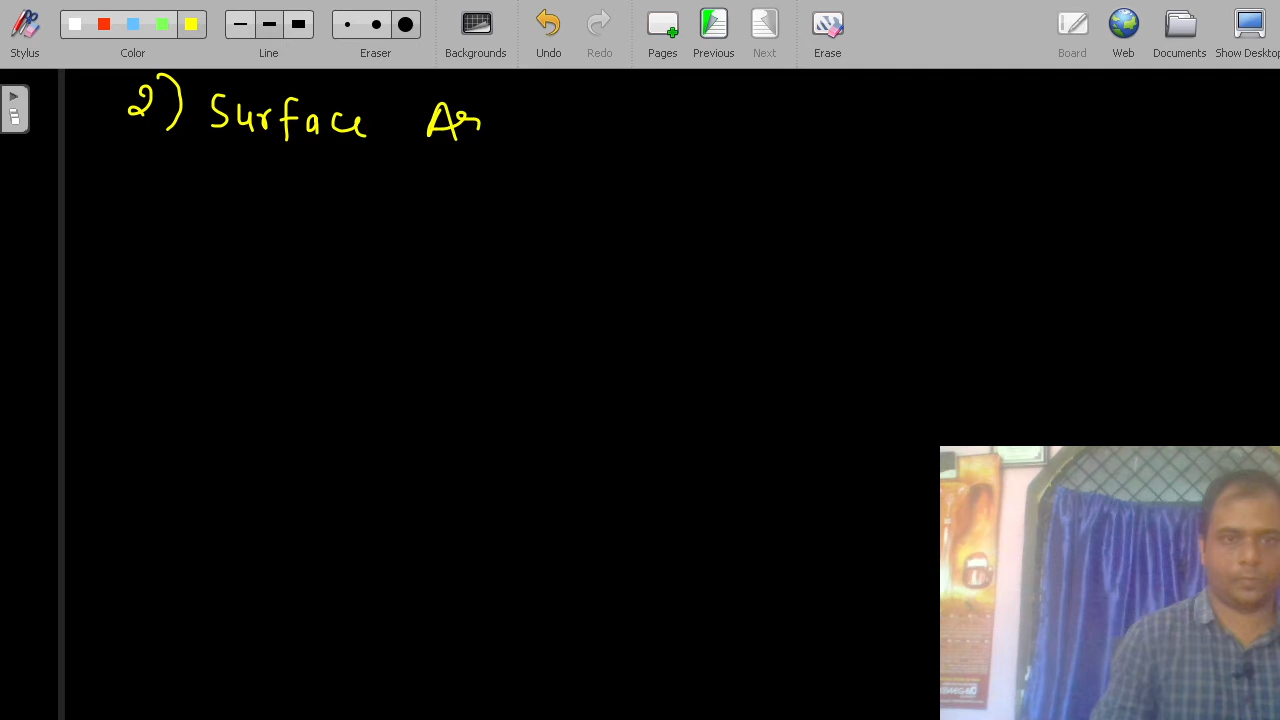 Stylus Color Line Eraser Backgrounds Undo Redo Pages Previous Next Erase Board Web Documents Show Desktop
2) Surface Ar